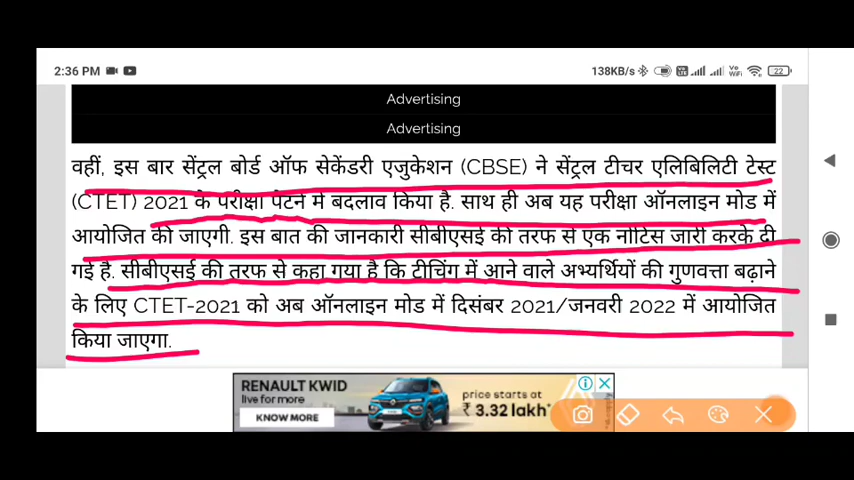 2:36 PM
138KB/s Vo WiFi 22
Advertising
Advertising
वहीं, इस बार सेंट्रल बोर्ड ऑफ सेकेंडरी एजुकेशन (CBSE) ने सेंट्रल टीचर एलिबिलिटी टेस्ट
(CTET) 2021 के परीक्षा पैटर्न में बदलाव किया है. साथ ही अब यह परीक्षा ऑनलाइन मोड में
आयोजित की जाएगी. इस बात की जानकारी सीबीएसई की तरफ से एक नोटिस जारी करके दी
गई है. सीबीएसई की तरफ से कहा गया है कि टीचिंग में आने वाले अभ्यर्थियों की गुणवत्ता बढ़ाने
के लिए CTET-2021 को अब ऑनलाइन मोड में दिसंबर 2021/जनवरी 2022 में आयोजित
किया जाएगा.
RENAULT KWID
live for more
KNOW MORE
price starts at
₹ 3.32 lakh*